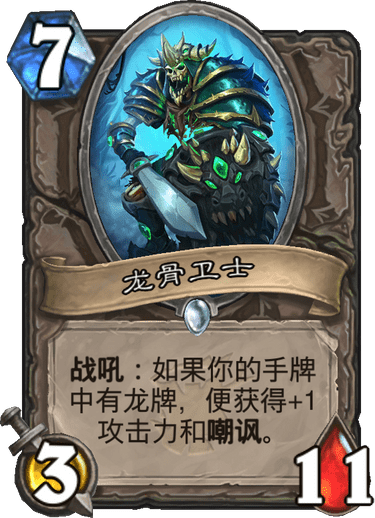 7
龙骨卫士
战吼：如果你的手牌
中有龙牌，便获得+1
攻击力和嘲讽。
3
11